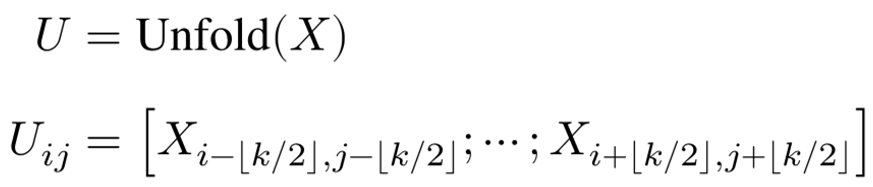 U = Unfold(X)
U_{ij} = [X_{i−⌊k/2⌋,j−⌊k/2⌋}; ··· ; X_{i+⌊k/2⌋,j+⌊k/2⌋}]